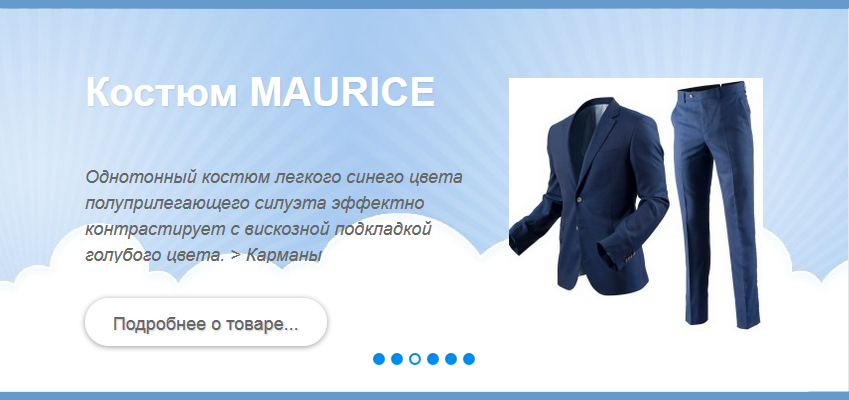 Костюм MAURICE
Однотонный костюм легкого синего цвета
полуприлегающего силуэта эффектно
контрастирует с вискозной подкладкой
голубого цвета. > Карманы
Подробнее о товаре...